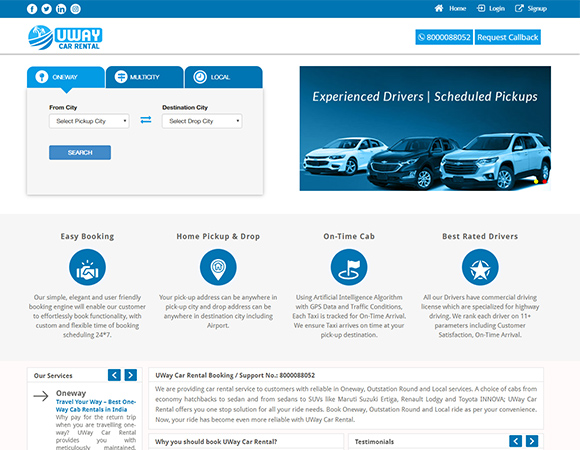 Home Login Signup
UWAY
CAR RENTAL
8000088052 Request Callback
ONEWAY MULTICITY LOCAL
From City Destination City
Select Pickup City Select Drop City
SEARCH
Experienced Drivers | Scheduled Pickups
Easy Booking
Our simple, elegant and user friendly
booking engine will enable our customer
to effortlessly book functionality, with
custom and flexible time of booking
scheduling 24*7.
Home Pickup & Drop
Your pick-up address can be anywhere in
pick-up city and drop address can be
anywhere in destination city including
Airport.
On-Time Cab
Using Artificial Intelligence Algorithm
with GPS Data and Traffic Conditions,
Each Taxi is tracked for On-Time Arrival.
We ensure Taxi arrives on time at your
pick-up destination.
Best Rated Drivers
All our Drivers have commercial driving
license which are specialized for highway
driving. We rank each driver on 11+
parameters including Customer
Satisfaction, On-Time Arrival.
Our Services
Oneway
Travel Your Way – Best One-
Way Cab Rentals in India
Why pay for the return trip
when you are travelling one-
way? UWay Car Rental
provides you with
meticulously maintained,
UWay Car Rental Booking / Support No.: 8000088052
We are providing car rental service to customers with reliable in Oneway, Outstation Round and Local services. A choice of cabs from
economy hatchbacks to sedan and from sedans to SUVs like Maruti Suzuki Ertiga, Renault Lodgy and Toyota INNOVA; UWay Car
Rental offers you one stop solution for all your ride needs. Book Oneway, Outstation Round and Local ride as per your convenience.
Now, your ride has become even more reliable with UWay Car Rental.
Why you should book UWay Car Rental?
Testimonials